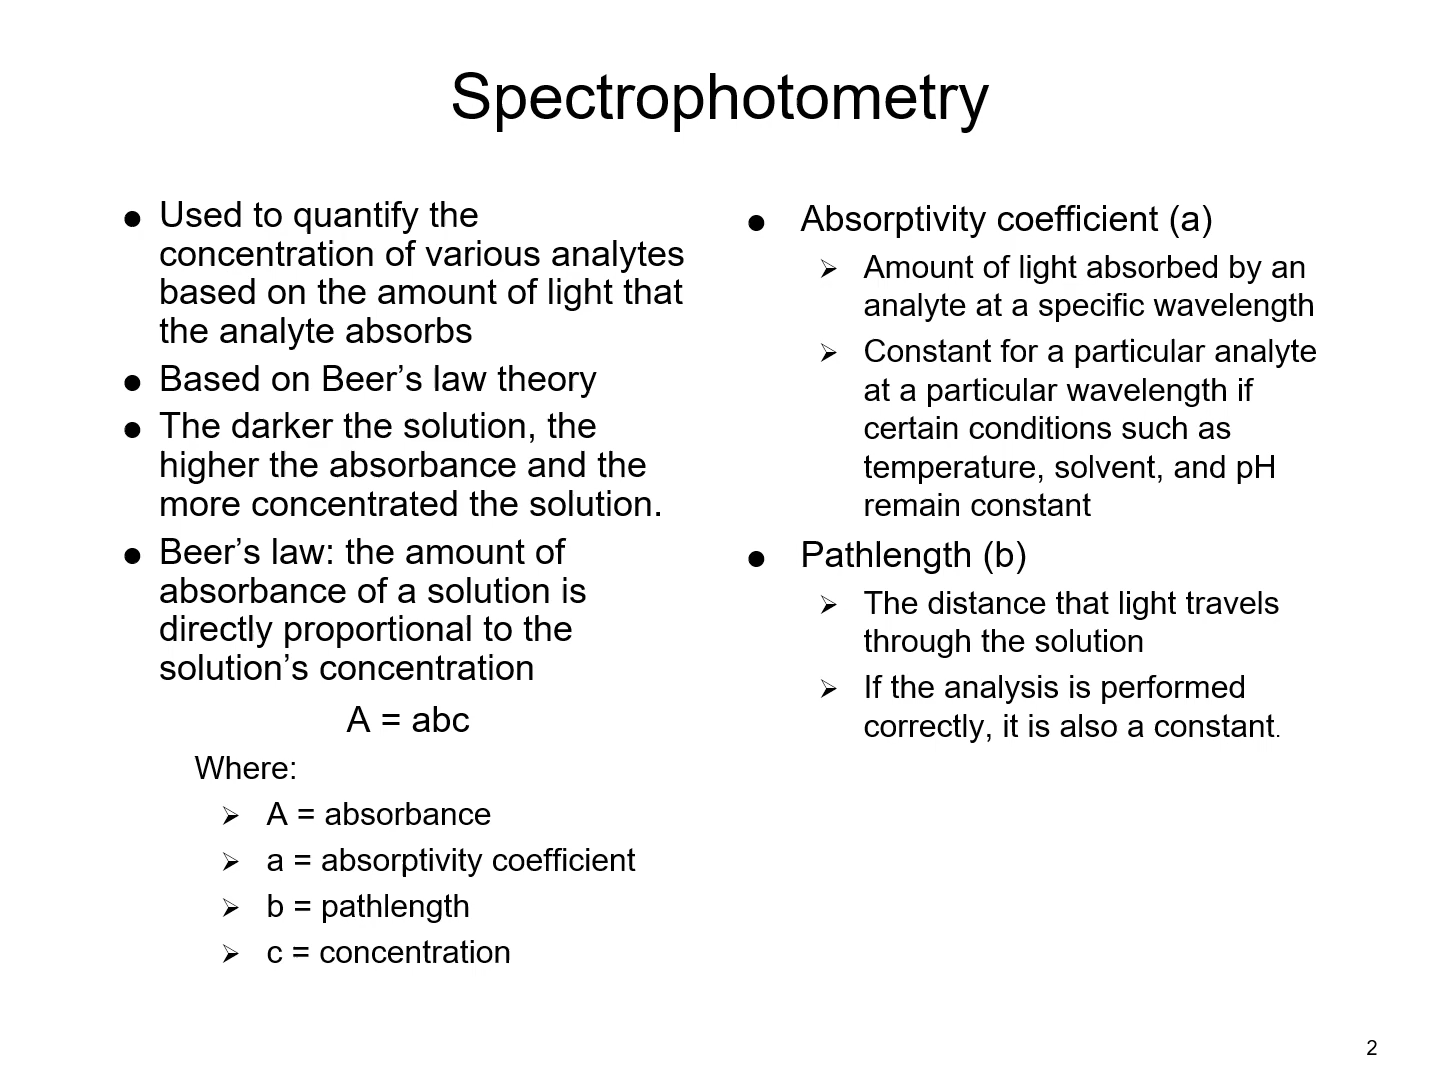 Spectrophotometry
● Used to quantify the
concentration of various analytes
based on the amount of light that
the analyte absorbs
● Based on Beer’s law theory
● The darker the solution, the
higher the absorbance and the
more concentrated the solution.
● Beer’s law: the amount of
absorbance of a solution is
directly proportional to the
solution’s concentration
A = abc
Where:
➢ A = absorbance
➢ a = absorptivity coefficient
➢ b = pathlength
➢ c = concentration
● Absorptivity coefficient (a)
➢ Amount of light absorbed by an
analyte at a specific wavelength
➢ Constant for a particular analyte
at a particular wavelength if
certain conditions such as
temperature, solvent, and pH
remain constant
● Pathlength (b)
➢ The distance that light travels
through the solution
➢ If the analysis is performed
correctly, it is also a constant.
2